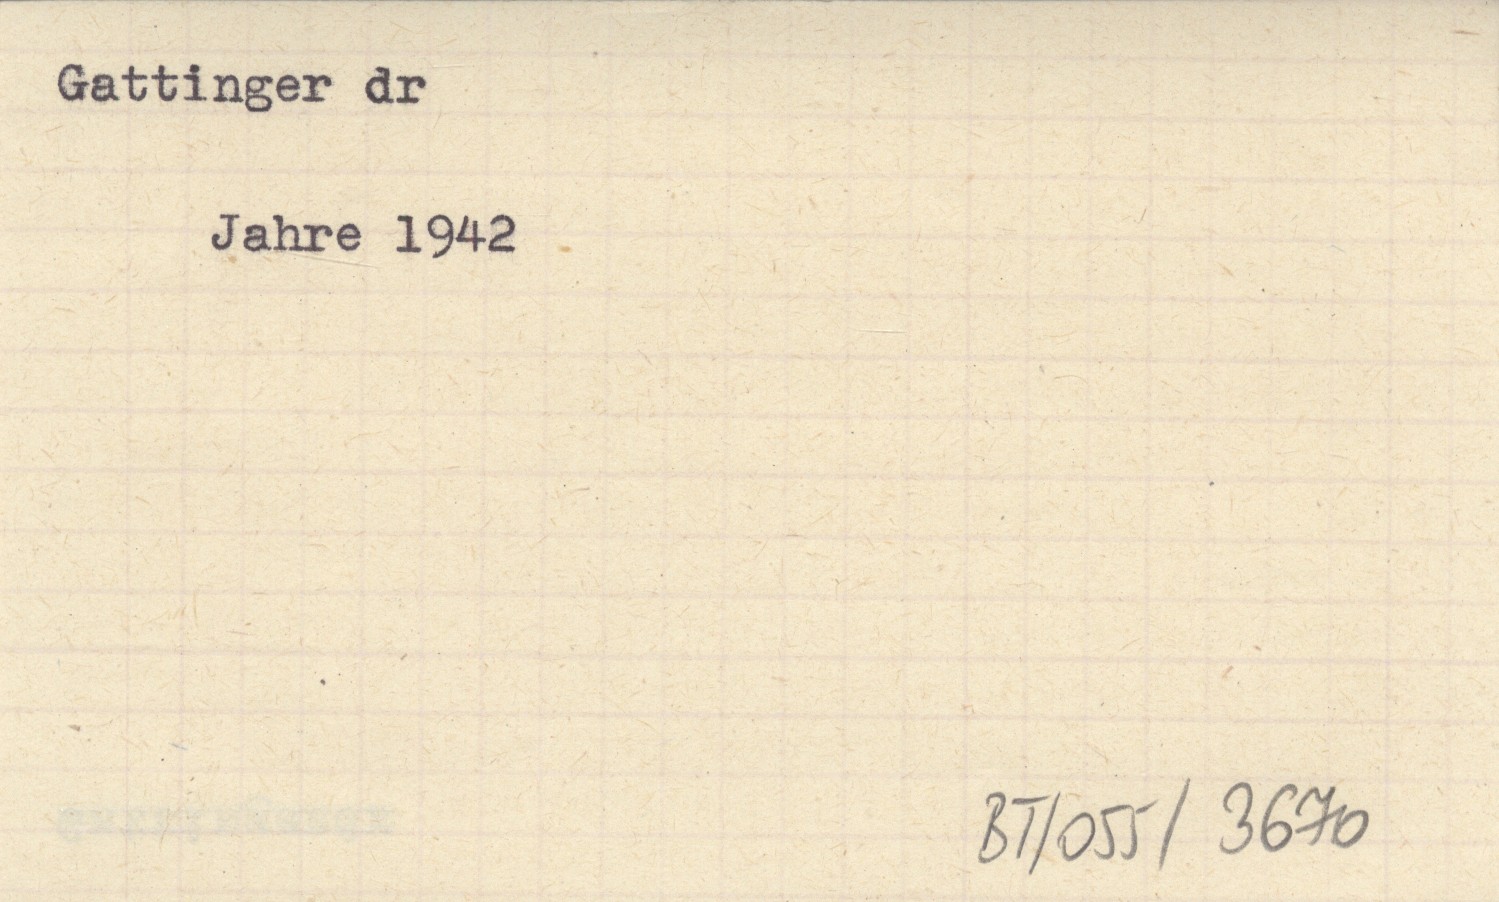 Gattinger dr
Jahre 1942
BT/055/ 3670